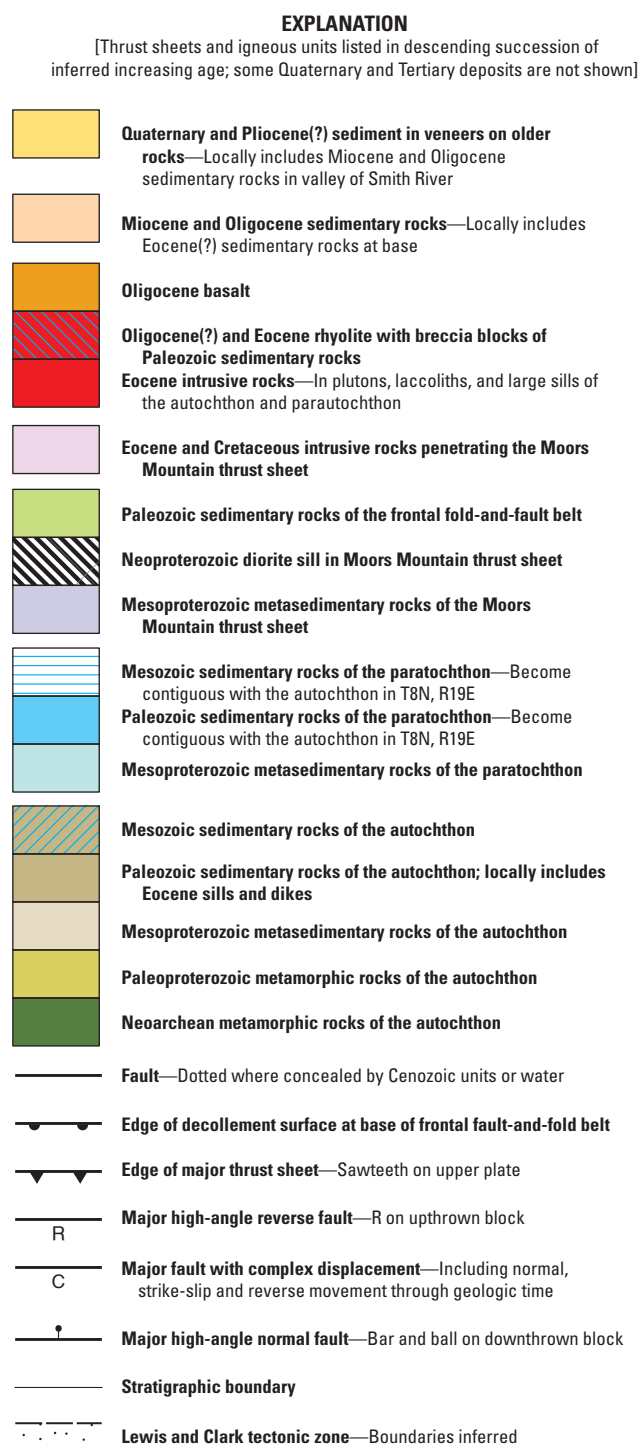 EXPLANATION
[Thrust sheets and igneous units listed in descending succession of
inferred increasing age; some Quaternary and Tertiary deposits are not shown]
Quaternary and Pliocene(?) sediment in veneers on older
rocks—Locally includes Miocene and Oligocene
sedimentary rocks in valley of Smith River
Miocene and Oligocene sedimentary rocks—Locally includes
Eocene(?) sedimentary rocks at base
Oligocene basalt
Oligocene(?) and Eocene rhyolite with breccia blocks of
Paleozoic sedimentary rocks
Eocene intrusive rocks—In plutons, laccoliths, and large sills of
the autochthon and parautochthon
Eocene and Cretaceous intrusive rocks penetrating the Moors
Mountain thrust sheet
Paleozoic sedimentary rocks of the frontal fold-and-fault belt
Neoproterozoic diorite sill in Moors Mountain thrust sheet
Mesoproterozoic metasedimentary rocks of the Moors
Mountain thrust sheet
Mesozoic sedimentary rocks of the paratochthon—Become
contiguous with the autochthon in T8N, R19E
Paleozoic sedimentary rocks of the paratochthon—Become
contiguous with the autochthon in T8N, R19E
Mesoproterozoic metasedimentary rocks of the paratochthon
Mesozoic sedimentary rocks of the autochthon
Paleozoic sedimentary rocks of the autochthon; locally includes
Eocene sills and dikes
Mesoproterozoic metasedimentary rocks of the autochthon
Paleoproterozoic metamorphic rocks of the autochthon
Neoarchean metamorphic rocks of the autochthon
Fault—Dotted where concealed by Cenozoic units or water
Edge of decollement surface at base of frontal fault-and-fold belt
Edge of major thrust sheet—Sawteeth on upper plate
R
Major high-angle reverse fault—R on upthrown block
C
Major fault with complex displacement—Including normal,
strike-slip and reverse movement through geologic time
Major high-angle normal fault—Bar and ball on downthrown block
Stratigraphic boundary
Lewis and Clark tectonic zone—Boundaries inferred